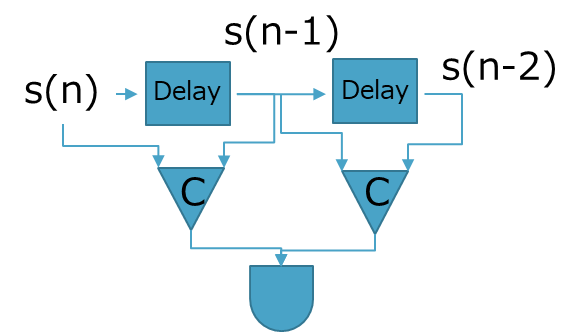 s(n-1)
s(n-2)
s(n)
Delay
Delay
C
C